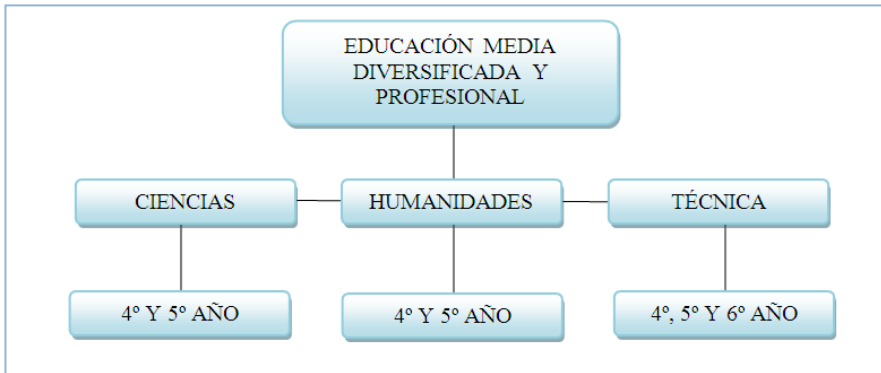 EDUCACIÓN MEDIA
DIVERSIFICADA Y
PROFESIONAL
CIENCIAS
HUMANIDADES
TÉCNICA
4º Y 5º AÑO
4º Y 5º AÑO
4º, 5º Y 6º AÑO